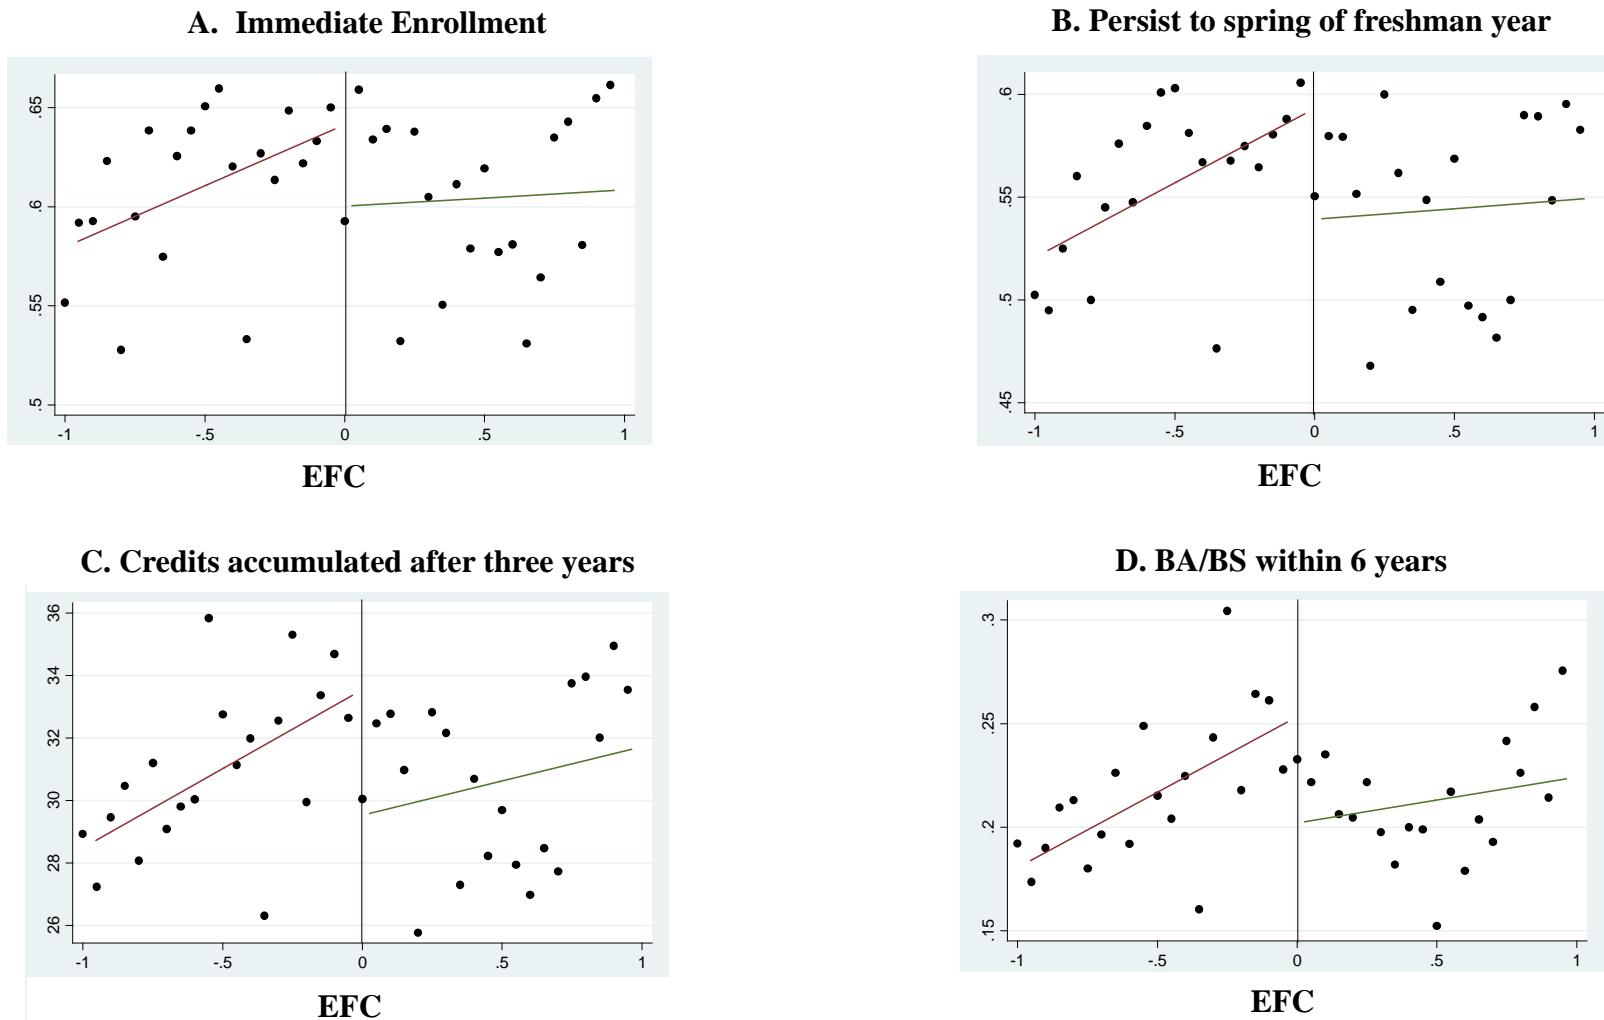 A. Immediate Enrollment
.65
.6
.55
.5
-1 -.5 0 .5 1
EFC
B. Persist to spring of freshman year
.6
.55
.5
.45
-1 -.5 0 .5 1
EFC
C. Credits accumulated after three years
36
34
32
30
28
26
-1 -.5 0 .5 1
EFC
D. BA/BS within 6 years
.3
.25
.2
.15
-1 -.5 0 .5 1
EFC